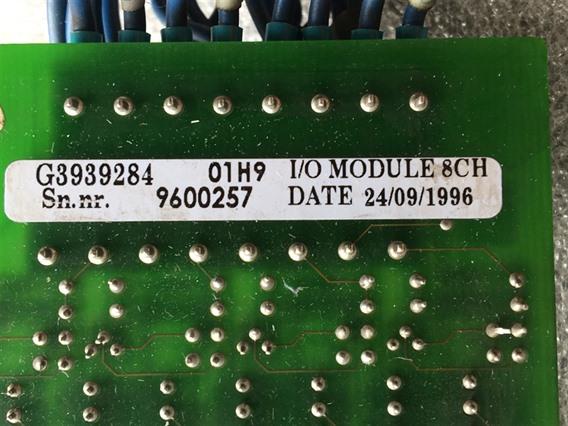 G3939284 01H9 I/O MODULE 8CH
Sn.nr. 9600257 DATE 24/09/1996